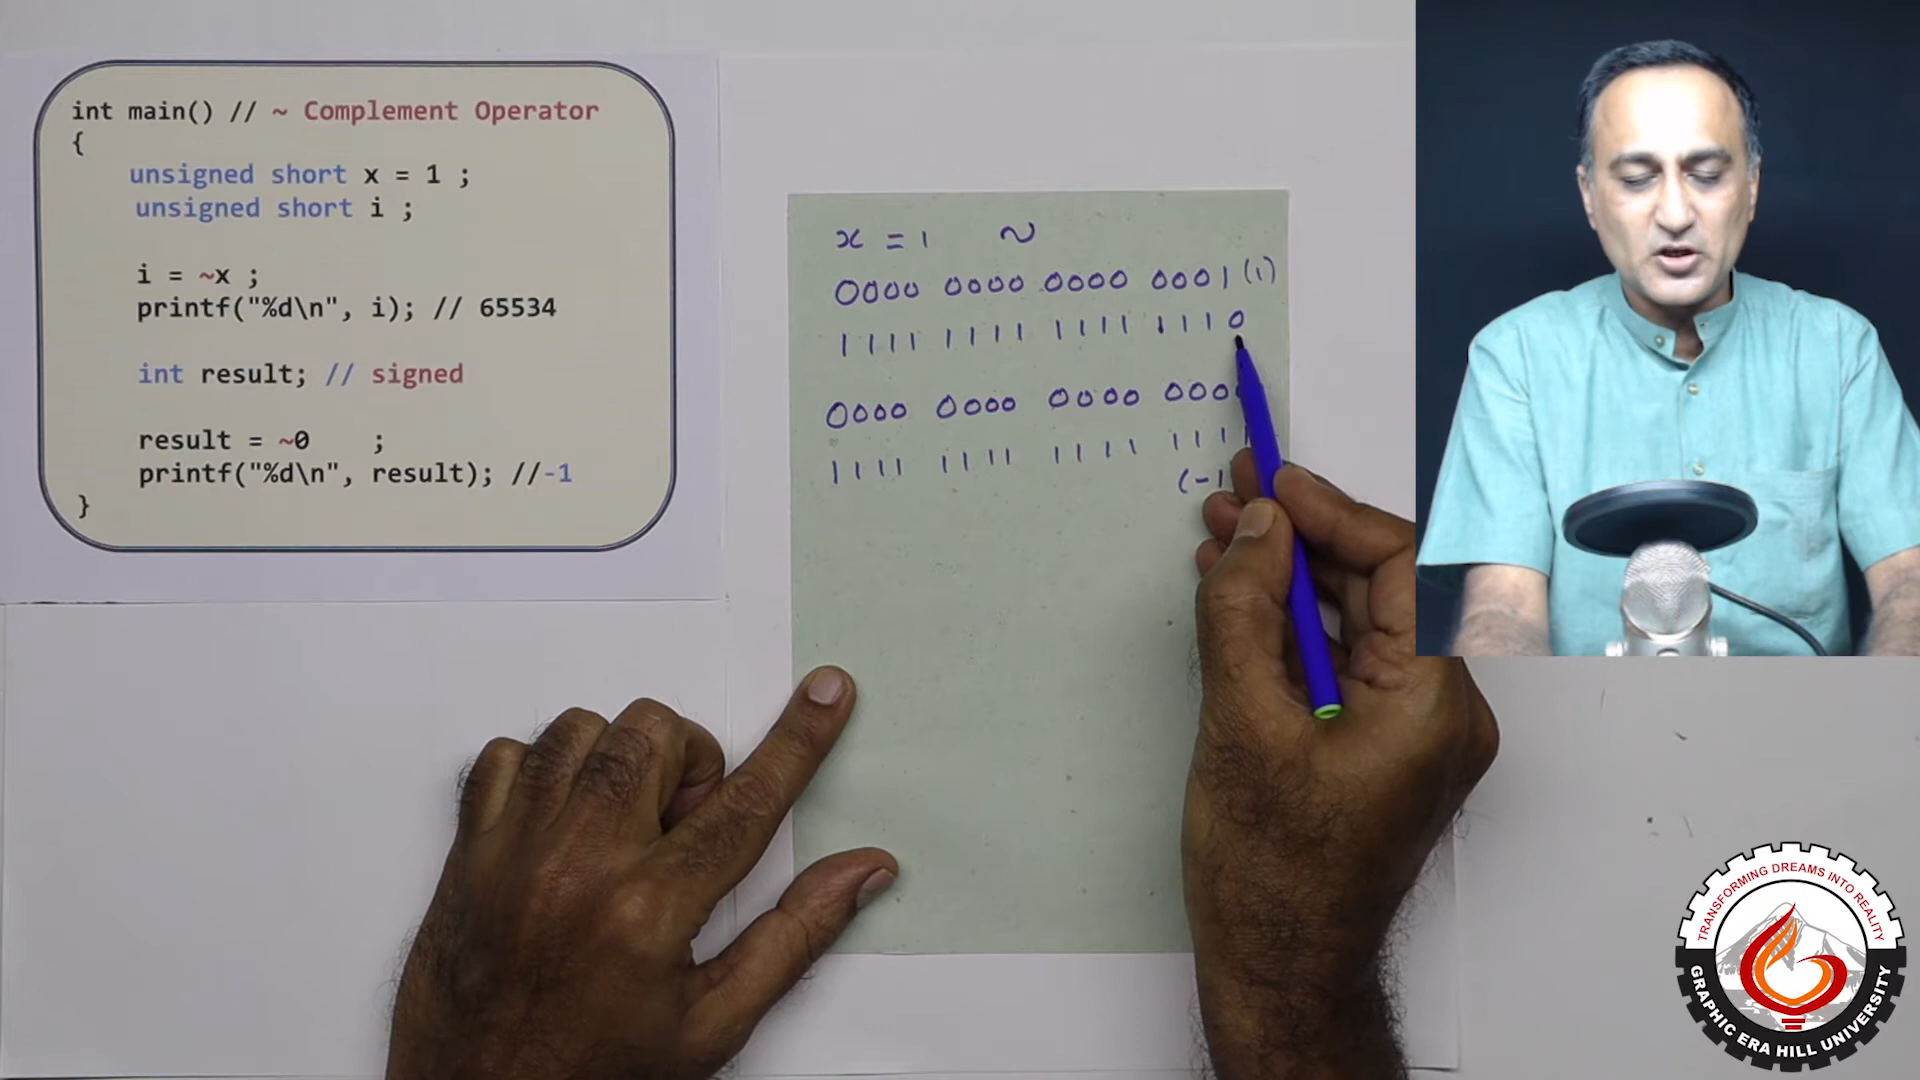 int main() // ~ Complement Operator
{
unsigned short x = 1 ;
unsigned short i ;
i = ~x ;
printf("%d\n", i); // 65534
int result; // signed
result = ~0 ;
printf("%d\n", result); //-1
}
x = 1 ~
0000 0000 0000 0001 (1)
1111 1111 1111 1110
0000 0000 0000 000
1111 1111 1111 1111
(-1
TRANSFORMING DREAMS INTO REALITY
GRAPHIC ERA HILL UNIVERSITY